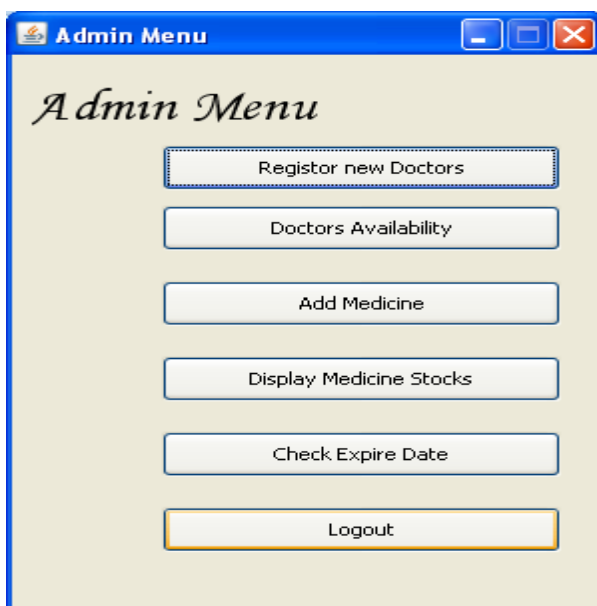 Admin Menu
Admin Menu
Registor new Doctors
Doctors Availability
Add Medicine
Display Medicine Stocks
Check Expire Date
Logout